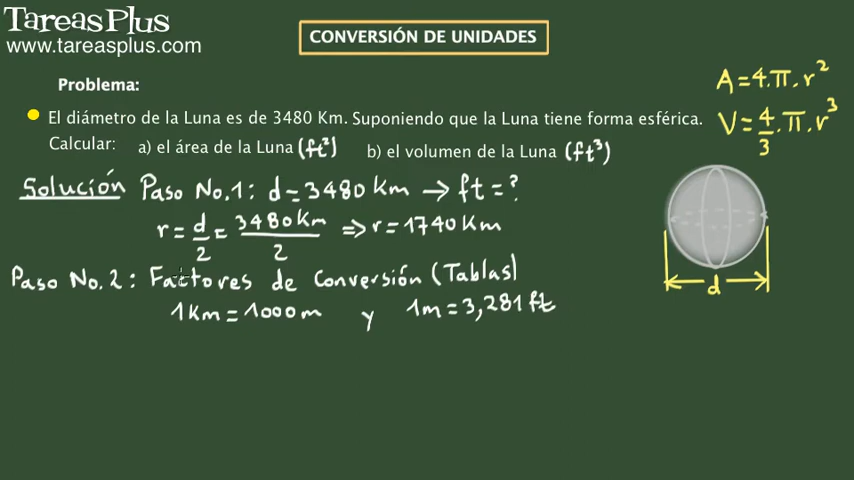 TareasPlus
www.tareasplus.com
CONVERSIÓN DE UNIDADES
Problema:
El diámetro de la Luna es de 3480 Km. Suponiendo que la Luna tiene forma esférica.
Calcular: a) el área de la Luna (ft²) b) el volumen de la Luna (ft³)
A=4.π.r²
V=4/3.π.r³
Solución Paso No.1: d=3480 Km → ft=?
r=d/2=3480Km/2 ⇒ r=1740 Km
Paso No.2: Factores de Conversión (Tablas)
1Km=1000m y 1m=3,281ft
d